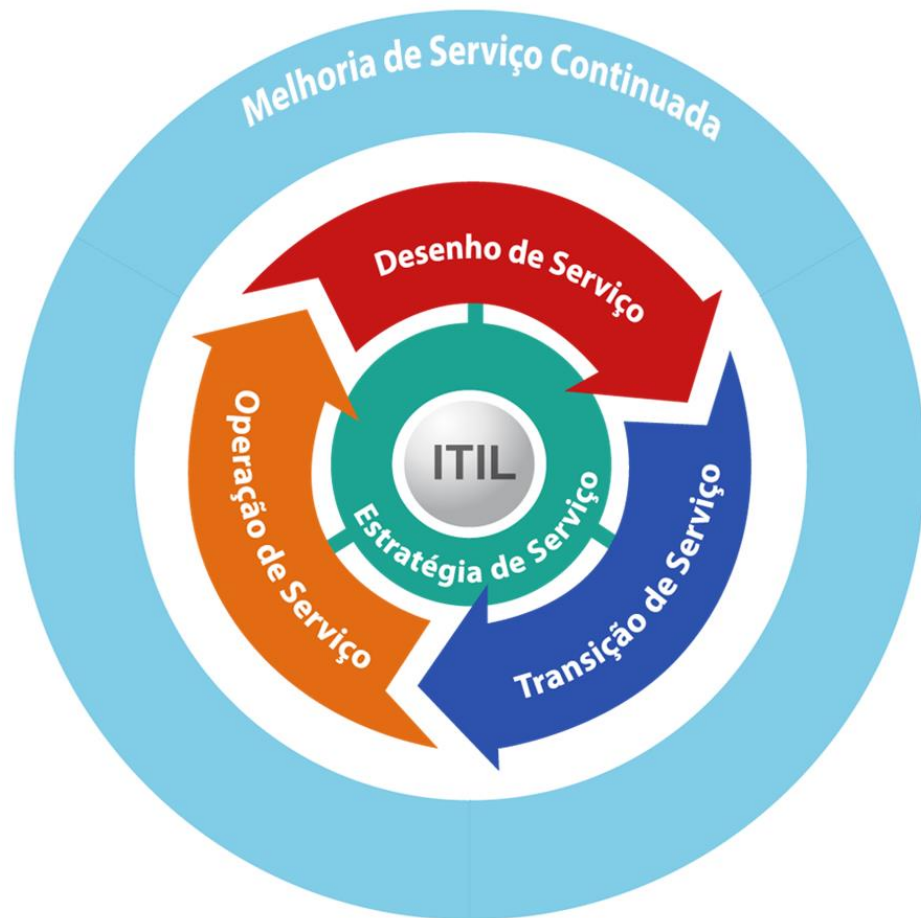 Melhoria de Serviço Continuada
Desenho de Serviço
Operação de Serviço
ITIL
Estratégia de Serviço
Transição de Serviço